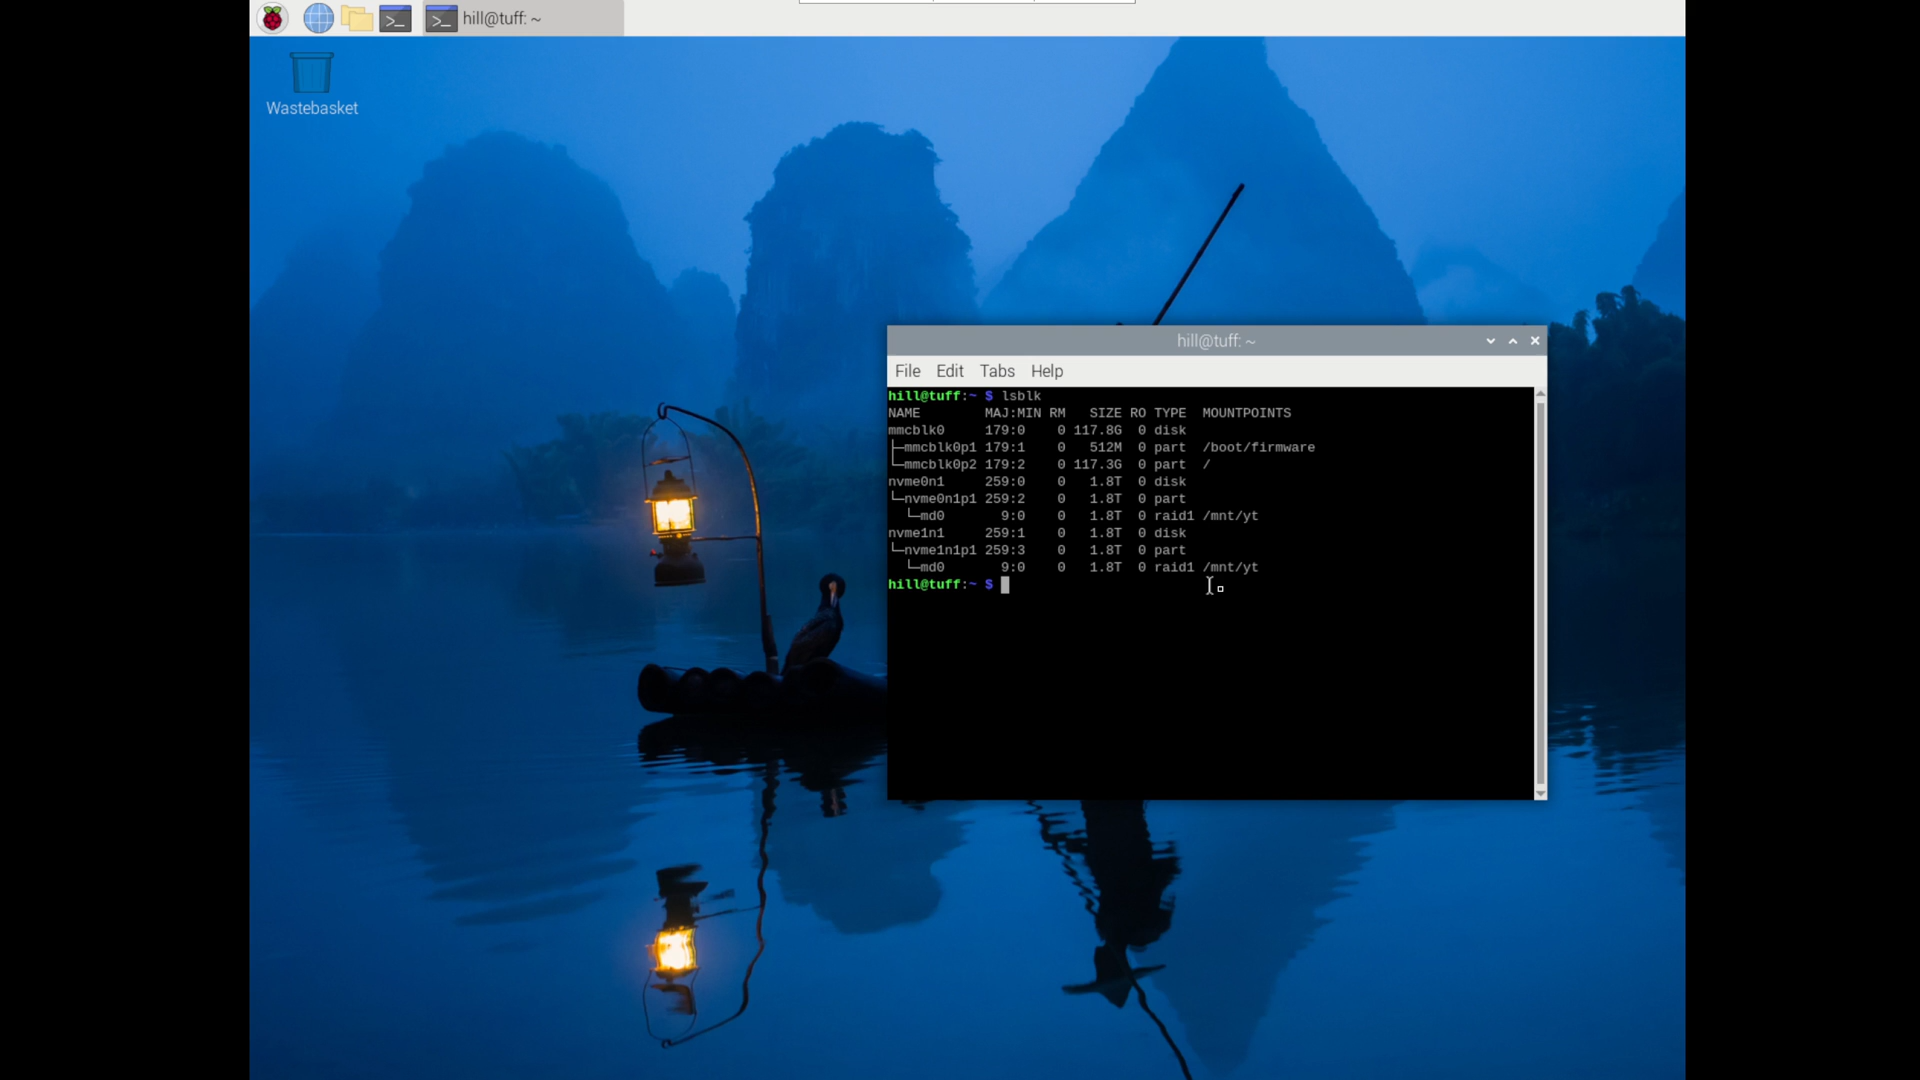 hill@tuff: ~
Wastebasket
hill@tuff: ~
File Edit Tabs Help
hill@tuff:~ $ lsblk
NAME        MAJ:MIN RM   SIZE RO TYPE  MOUNTPOINTS
mmcblk0     179:0    0 117.8G  0 disk
├─mmcblk0p1 179:1    0   512M  0 part  /boot/firmware
└─mmcblk0p2 179:2    0 117.3G  0 part  /
nvme0n1     259:0    0   1.8T  0 disk
└─nvme0n1p1 259:2    0   1.8T  0 part
  └─md0       9:0    0   1.8T  0 raid1 /mnt/yt
nvme1n1     259:1    0   1.8T  0 disk
└─nvme1n1p1 259:3    0   1.8T  0 part
  └─md0       9:0    0   1.8T  0 raid1 /mnt/yt
hill@tuff:~ $